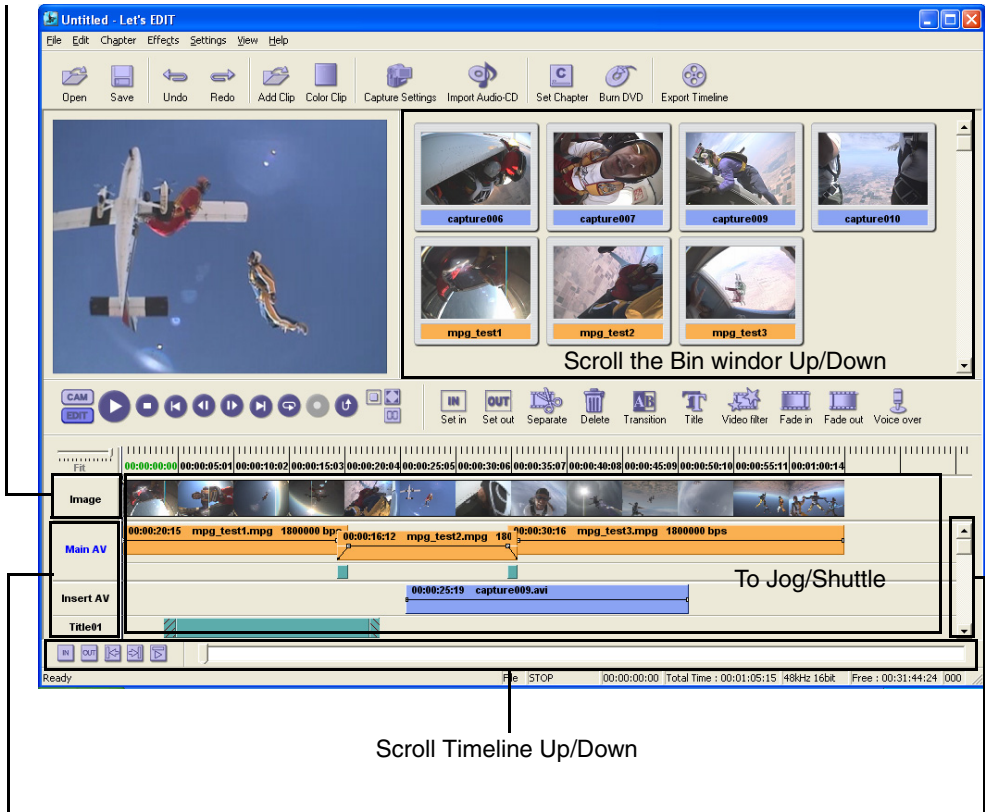 Untitled - Let's EDIT
File Edit Chapter Effects Settings View Help
Open Save Undo Redo Add Clip Color Clip Capture Settings Import Audio-CD Set Chapter Burn DVD Export Timeline
C
capture006 capture007 capture009 capture010
mpg_test1 mpg_test2 mpg_test3
Scroll the Bin windor Up/Down
CAM
EDIT
IN OUT AB T
Set in Set out Separate Delete Transition Title Video filter Fade in Fade out Voice over
Fit 00:00:00:00 00:00:05:01 00:00:10:02 00:00:15:03 00:00:20:04 00:00:25:05 00:00:30:06 00:00:35:07 00:00:40:08 00:00:45:09 00:00:50:10 00:00:55:11 00:01:00:14
Image
Main AV
00:00:20:15 mpg_test1.mpg 1800000 bps 00:00:16:12 mpg_test2.mpg 180 00:00:30:16 mpg_test3.mpg 1800000 bps
To Jog/Shuttle
Insert AV 00:00:25:19 capture009.avi
Title01
IN OUT
Ready File STOP 00:00:00:00 Total Time : 00:01:05:15 48kHz 16bit Free : 00:31:44:24 000
Scroll Timeline Up/Down